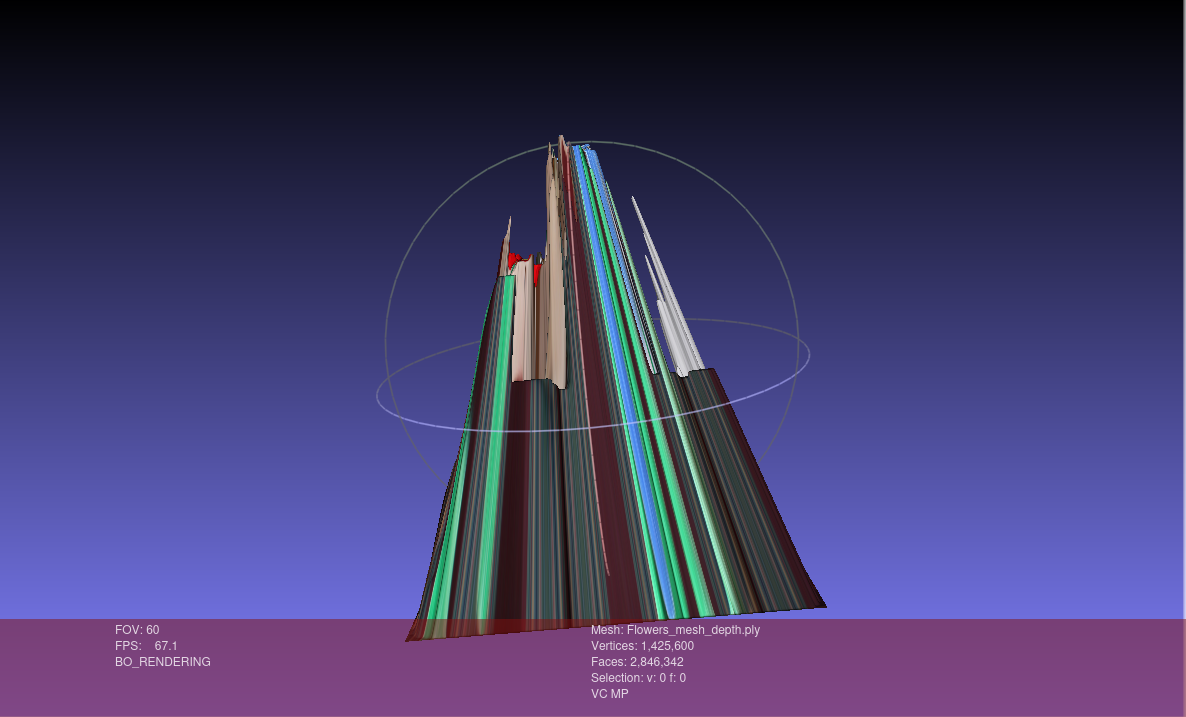 FOV: 60
FPS: 67.1
BO_RENDERING
Mesh: Flowers_mesh_depth.ply
Vertices: 1,425,600
Faces: 2,846,342
Selection: v: 0 f: 0
VC MP